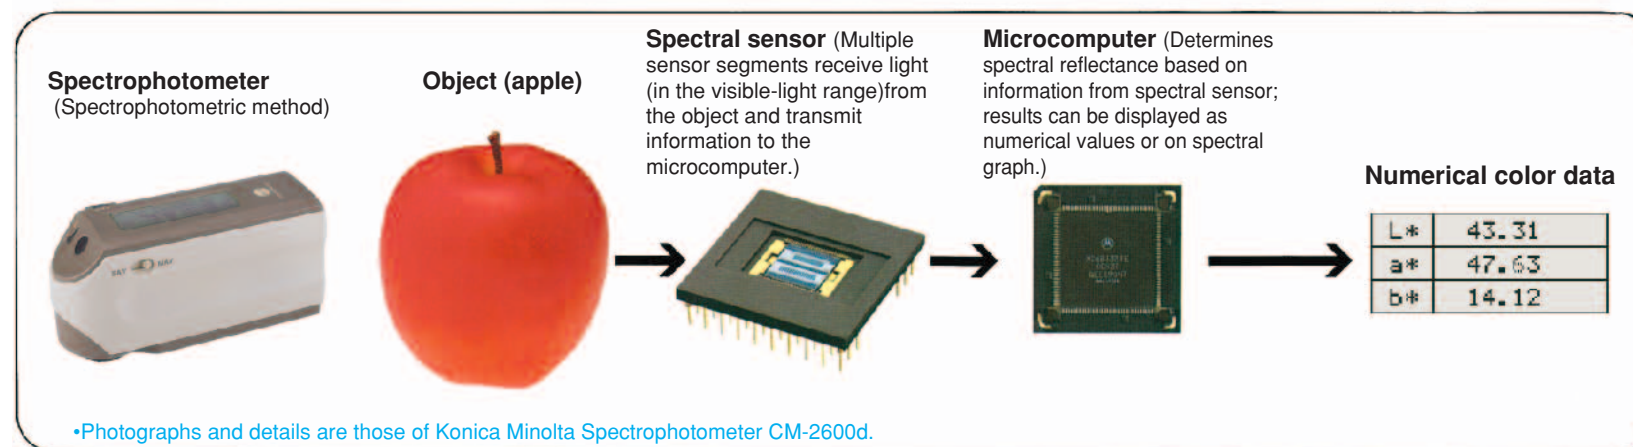 Spectrophotometer
(Spectrophotometric method)
Object (apple)
Spectral sensor (Multiple
sensor segments receive light
(in the visible-light range)from
the object and transmit
information to the
microcomputer.)
Microcomputer (Determines
spectral reflectance based on
information from spectral sensor;
results can be displayed as
numerical values or on spectral
graph.)
Numerical color data
L* 43.31
a* 47.63
b* 14.12
•Photographs and details are those of Konica Minolta Spectrophotometer CM-2600d.